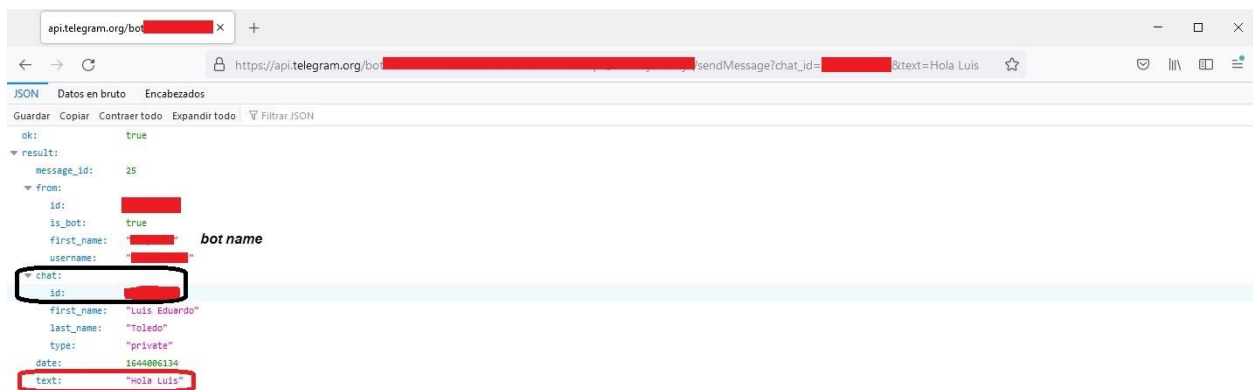 api.telegram.org/bot
https://api.telegram.org/bot /sendMessage?chat_id= &text=Hola Luis
JSON Datos en bruto Encabezados
Guardar Copiar Contraer todo Expandir todo Filtrar JSON
ok: true
result:
message_id: 25
from:
id:
is_bot: true
first_name: " " bot name
username: " "
chat:
id:
first_name: "Luis Eduardo"
last_name: "Toledo"
type: "private"
date: 1644006134
text: "Hola Luis"